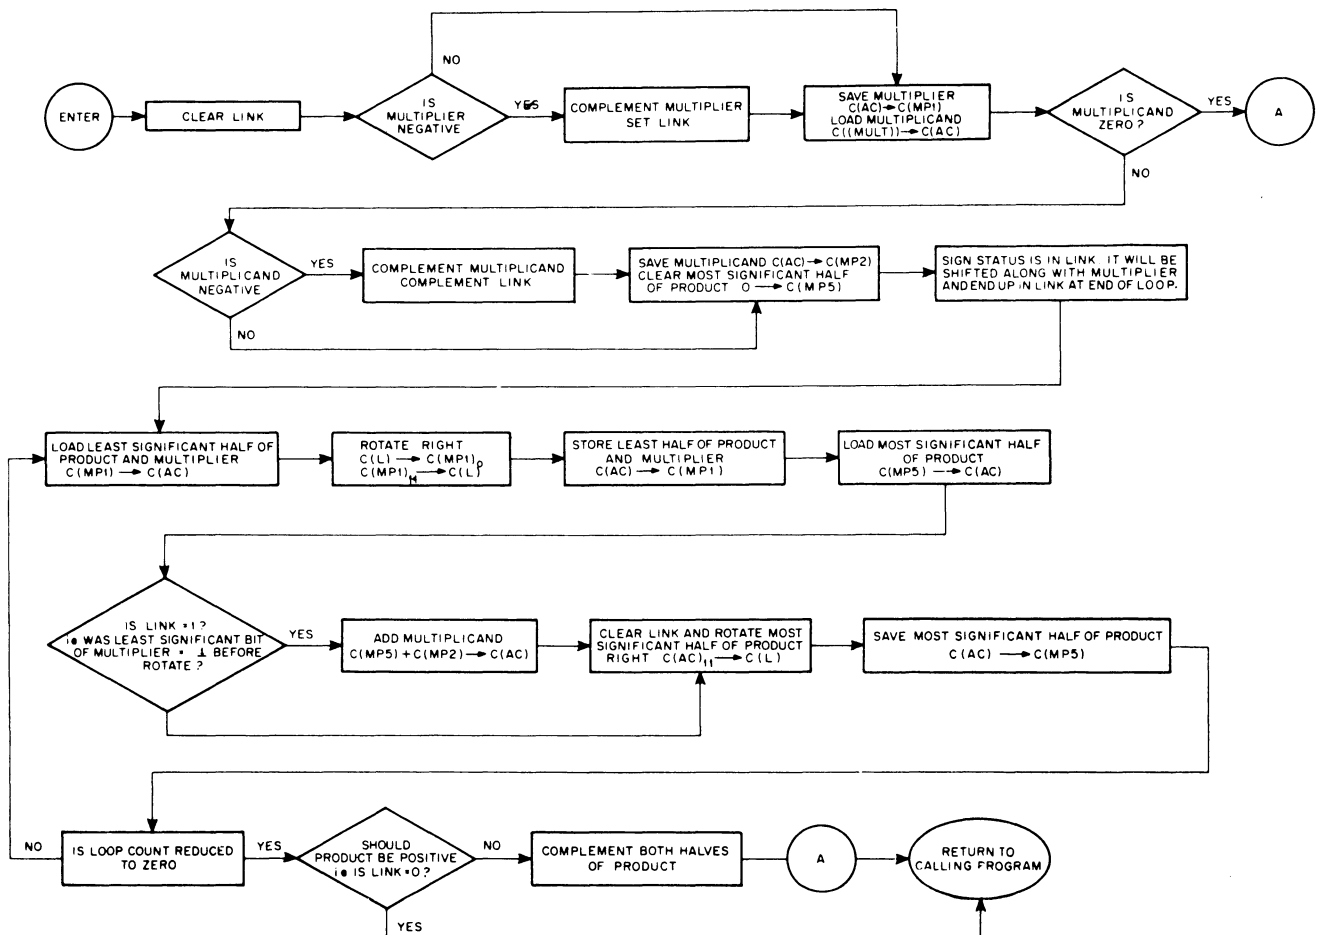 NO
ENTER
CLEAR LINK
IS
MULTIPLIER
NEGATIVE
YES
COMPLEMENT MULTIPLIER
SET LINK
SAVE MULTIPLIER
C(AC)→C(MP1)
LOAD MULTIPLICAND
C((MULT))→C(AC)
IS
MULTIPLICAND
ZERO?
YES
A
NO
IS
MULTIPLICAND
NEGATIVE
YES
COMPLEMENT MULTIPLICAND
COMPLEMENT LINK
SAVE MULTIPLICAND C(AC)→C(MP2)
CLEAR MOST SIGNIFICANT HALF
OF PRODUCT 0→C(MP5)
SIGN STATUS IS IN LINK. IT WILL BE
SHIFTED ALONG WITH MULTIPLIER
AND END UP IN LINK AT END OF LOOP.
NO
LOAD LEAST SIGNIFICANT HALF OF
PRODUCT AND MULTIPLIER
C(MP1)→C(AC)
ROTATE RIGHT
C(L)→C(MP1)0
C(MP1)11→C(L)
STORE LEAST HALF OF PRODUCT
AND MULTIPLIER
C(AC)→C(MP1)
LOAD MOST SIGNIFICANT HALF
OF PRODUCT
C(MP5)→C(AC)
IS LINK =1?
ie WAS LEAST SIGNIFICANT BIT
OF MULTIPLIER = 1 BEFORE
ROTATE?
YES
ADD MULTIPLICAND
C(MP5)+C(MP2)→C(AC)
CLEAR LINK AND ROTATE MOST
SIGNIFICANT HALF OF PRODUCT
RIGHT C(AC)11→C(L)
SAVE MOST SIGNIFICANT HALF OF PRODUCT
C(AC)→C(MP5)
NO
IS LOOP COUNT REDUCED
TO ZERO
YES
SHOULD
PRODUCT BE POSITIVE
ie IS LINK=0?
NO
COMPLEMENT BOTH HALVES
OF PRODUCT
A
RETURN TO
CALLING FROGRAM
YES